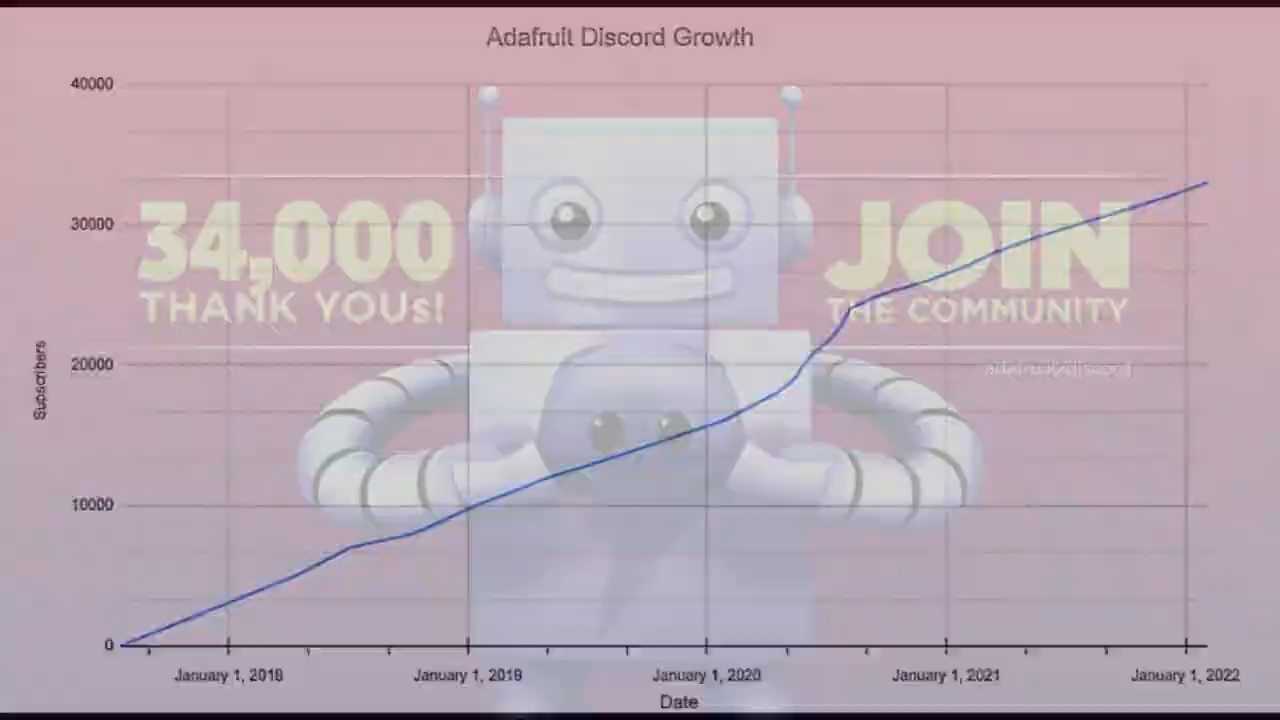 Adafruit Discord Growth
40000
34,000
THANK YOUs!
JOIN
THE COMMUNITY
30000
20000
10000
0
Subscribers
January 1, 2018
January 1, 2019
January 1, 2020
January 1, 2021
January 1, 2022
Date